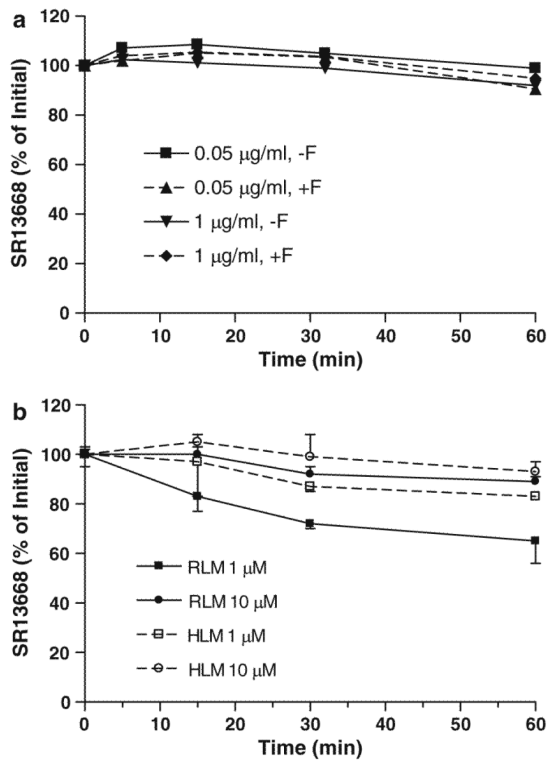 a
120
100
80
60
40
20
0
SR13668 (% of Initial)
0.05 μg/ml, -F
0.05 μg/ml, +F
1 μg/ml, -F
1 μg/ml, +F
0 10 20 30 40 50 60
Time (min)
b
120
100
80
60
40
20
0
SR13668 (% of Initial)
RLM 1 μM
RLM 10 μM
HLM 1 μM
HLM 10 μM
0 10 20 30 40 50 60
Time (min)